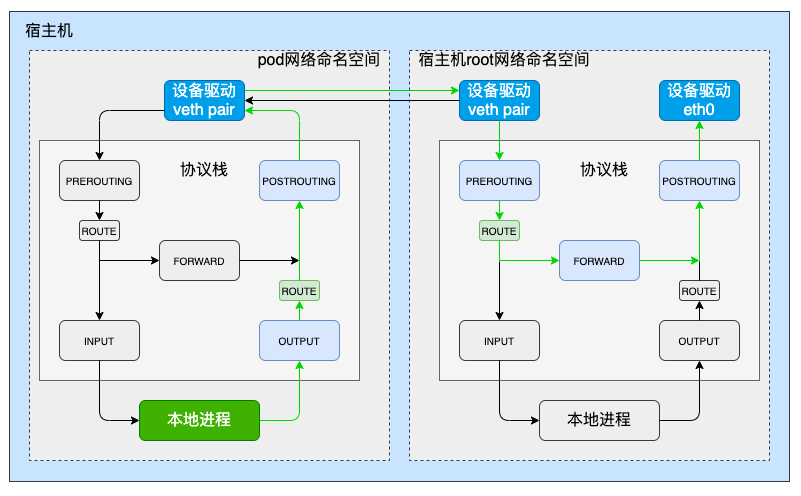 宿主机
pod网络命名空间
设备驱动
veth pair
协议栈
PREROUTING
POSTROUTING
ROUTE
FORWARD
ROUTE
INPUT
OUTPUT
本地进程
宿主机root网络命名空间
设备驱动
veth pair
设备驱动
eth0
协议栈
PREROUTING
POSTROUTING
ROUTE
FORWARD
ROUTE
INPUT
OUTPUT
本地进程